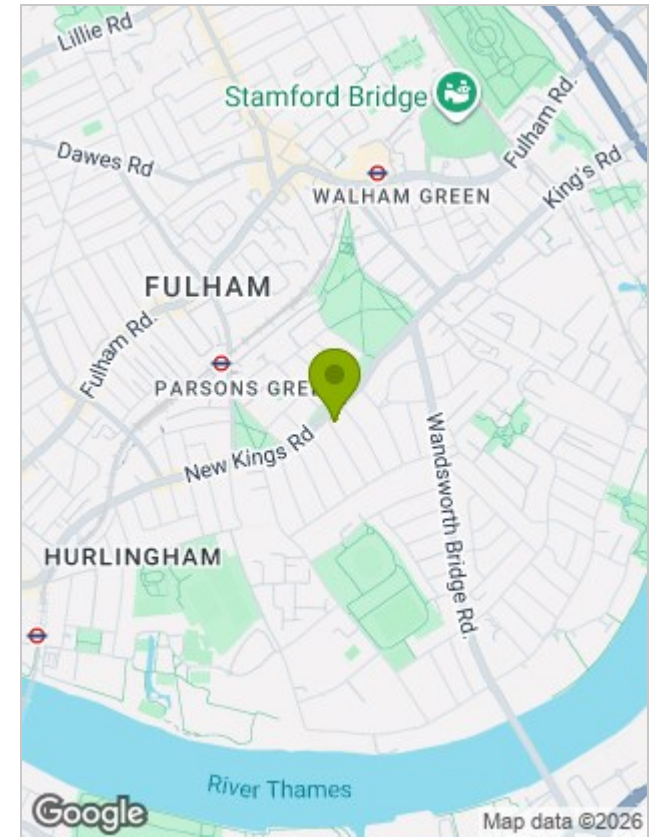 Lillie Rd
Stamford Bridge
Fulham Rd.
Dawes Rd
King's Rd
WALHAM GREEN
FULHAM
Fulham Rd.
PARSONS GRE
New Kings Rd
Wandsworth Bridge Rd.
HURLINGHAM
River Thames
Google
Map data ©2026